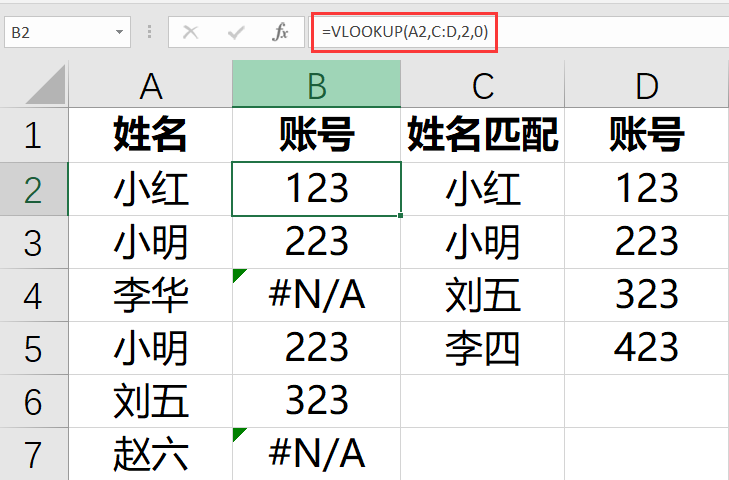 B2 fx =VLOOKUP(A2,C:D,2,0)
A B C D
1 姓名 账号 姓名匹配 账号
2 小红 123 小红 123
3 小明 223 小明 223
4 李华 #N/A 刘五 323
5 小明 223 李四 423
6 刘五 323
7 赵六 #N/A